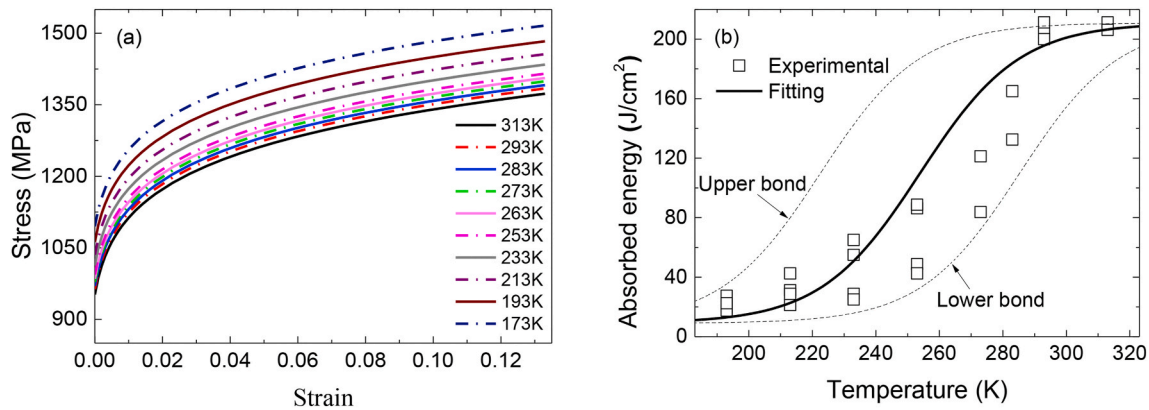 (a)
1500
1350
1200
1050
900
Stress (MPa)
313K
293K
283K
273K
263K
253K
233K
213K
193K
173K
0.00 0.02 0.04 0.06 0.08 0.10 0.12
Strain
(b)
200
160
120
80
40
0
Absorbed energy (J/cm²)
Experimental
Fitting
Upper bond
Lower bond
200 220 240 260 280 300 320
Temperature (K)